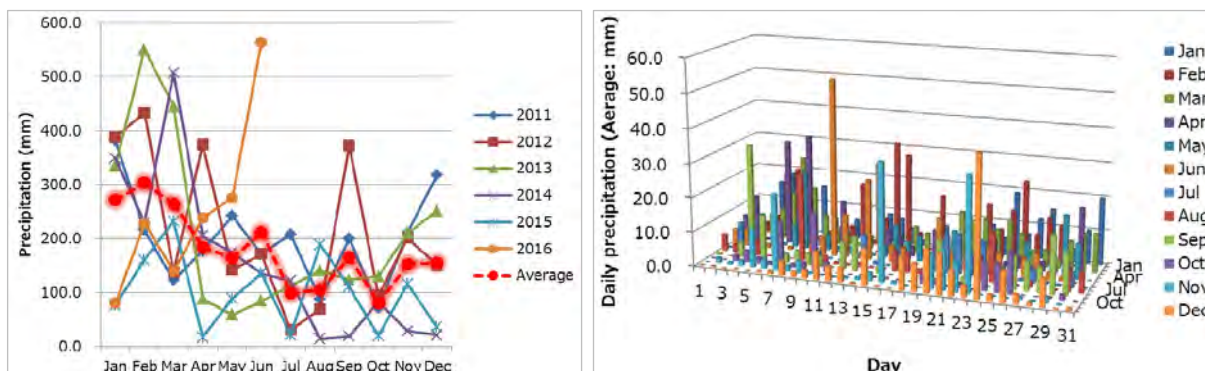 600.0
500.0
400.0
300.0
200.0
100.0
0.0
Precipitation (mm)
Jan Feb Mar Apr May Jun Jul Aug Sep Oct Nov Dec
2011
2012
2013
2014
2015
2016
Average
Daily precipitation (Aerage: mm)
60.0
50.0
40.0
30.0
20.0
10.0
0.0
1 3 5 7 9 11 13 15 17 19 21 23 25 27 29 31
Day
Jan
Apr
Jul
Oct
Jan
Feb
Mar
Apr
May
Jun
Jul
Aug
Sep
Oct
Nov
Dec